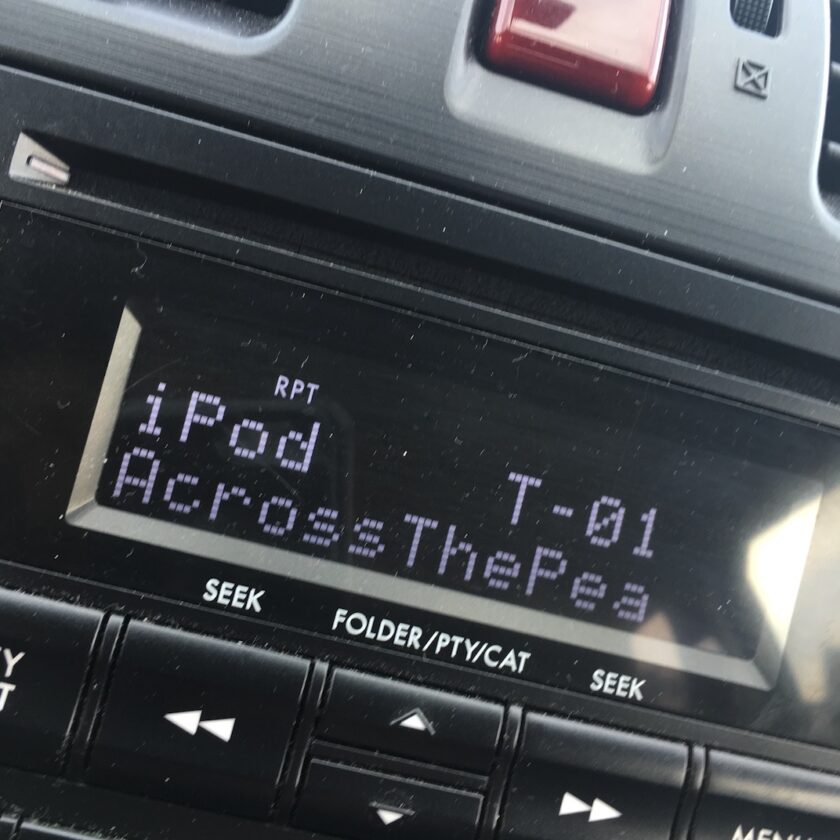 RPT
iPod
T-01
AcrossThePea
SEEK
FOLDER/PTY/CAT
SEEK